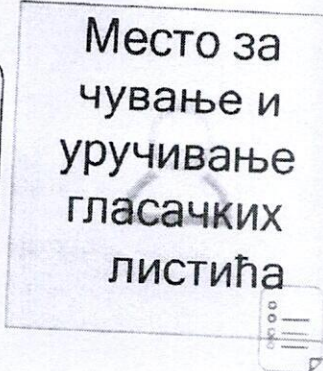 Место за
чување и
уручивање
гласачких
листића